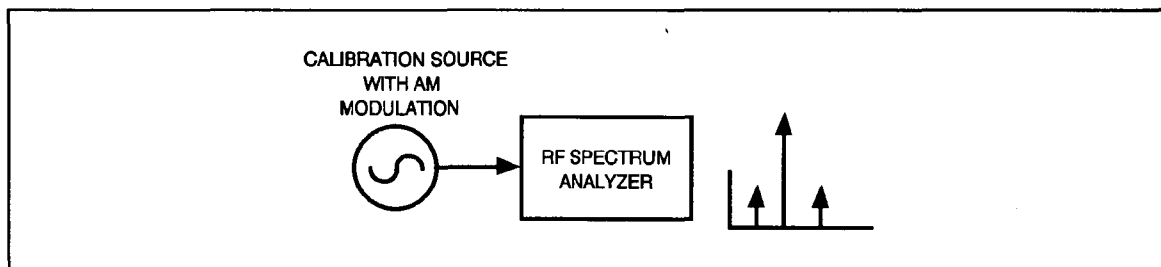 CALIBRATION SOURCE
WITH AM
MODULATION
RF SPECTRUM
ANALYZER